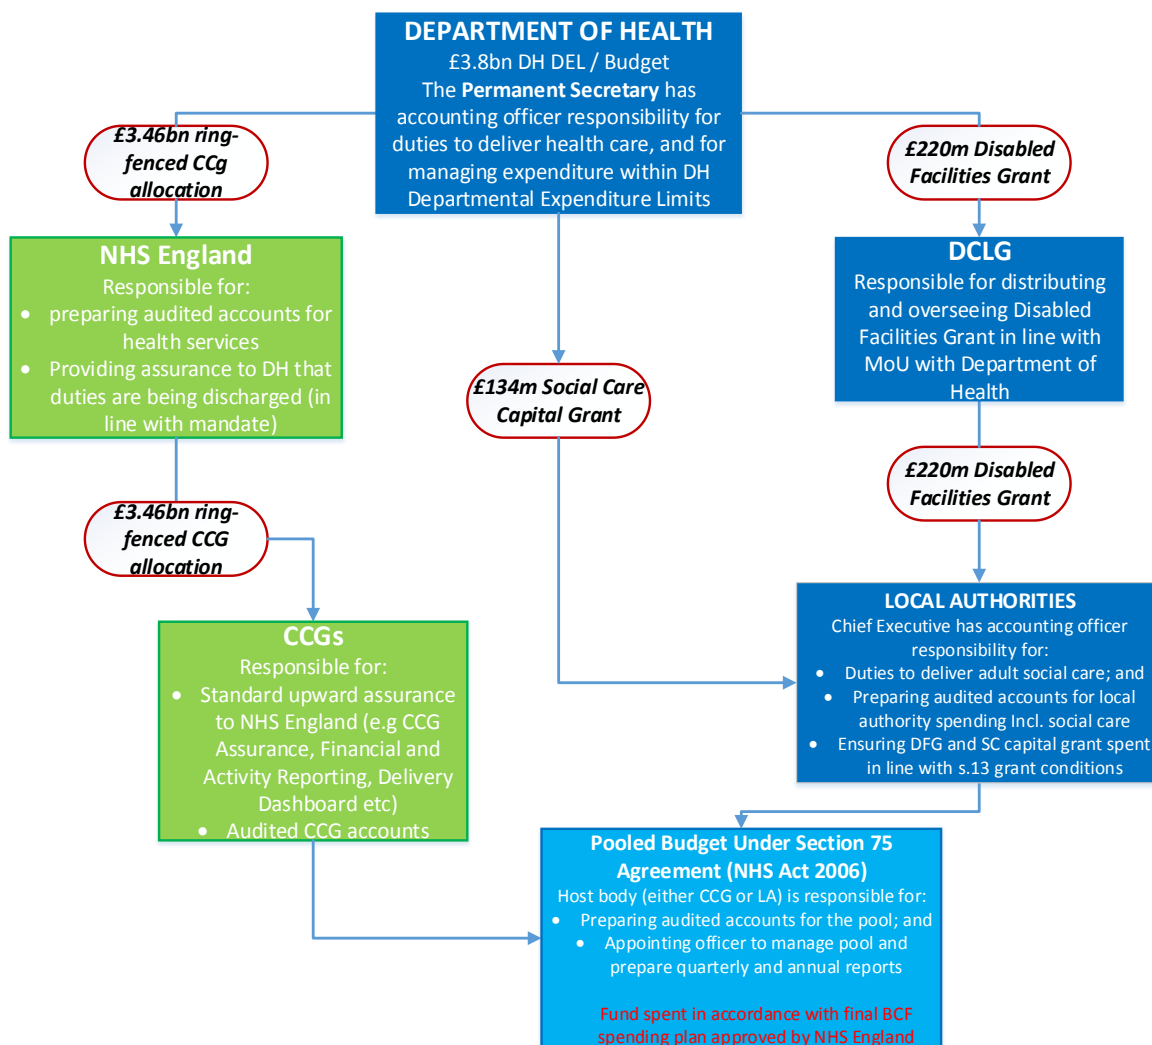 DEPARTMENT OF HEALTH
£3.8bn DH DEL / Budget
The Permanent Secretary has
accounting officer responsibility for
duties to deliver health care, and for
managing expenditure within DH
Departmental Expenditure Limits
£3.46bn ring-
fenced CCg
allocation
£220m Disabled
Facilities Grant
NHS England
Responsible for:
• preparing audited accounts for
health services
• Providing assurance to DH that
duties are being discharged (in
line with mandate)
DCLG
Responsible for distributing
and overseeing Disabled
Facilities Grant in line with
MoU with Department of
Health
£134m Social Care
Capital Grant
£220m Disabled
Facilities Grant
£3.46bn ring-
fenced CCG
allocation
LOCAL AUTHORITIES
Chief Executive has accounting officer
responsibility for:
• Duties to deliver adult social care; and
• Preparing audited accounts for local
authority spending Incl. social care
• Ensuring DFG and SC capital grant spent
in line with s.13 grant conditions
CCGs
Responsible for:
• Standard upward assurance
to NHS England (e.g CCG
Assurance, Financial and
Activity Reporting, Delivery
Dashboard etc)
• Audited CCG accounts
Pooled Budget Under Section 75
Agreement (NHS Act 2006)
Host body (either CCG or LA) is responsible for:
• Preparing audited accounts for the pool; and
• Appointing officer to manage pool and
prepare quarterly and annual reports
Fund spent in accordance with final BCF
spending plan approved by NHS England